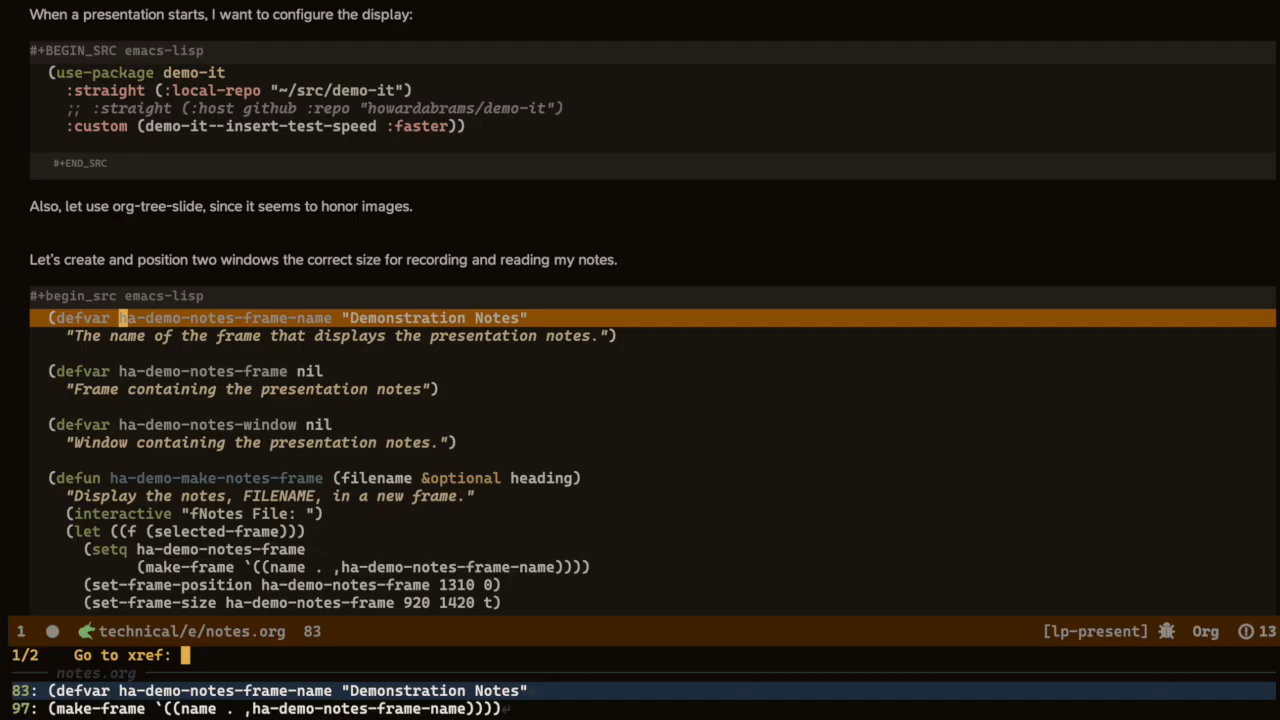 When a presentation starts, I want to configure the display:
#+BEGIN_SRC emacs-lisp
(use-package demo-it
:straight (:local-repo "~/src/demo-it")
;; :straight (:host github :repo "howardabrams/demo-it")
:custom (demo-it--insert-test-speed :faster))
#+END_SRC
Also, let use org-tree-slide, since it seems to honor images.
Let's create and position two windows the correct size for recording and reading my notes.
#+begin_src emacs-lisp
(defvar ha-demo-notes-frame-name "Demonstration Notes"
"The name of the frame that displays the presentation notes.")
(defvar ha-demo-notes-frame nil
"Frame containing the presentation notes")
(defvar ha-demo-notes-window nil
"Window containing the presentation notes.")
(defun ha-demo-make-notes-frame (filename &optional heading)
"Display the notes, FILENAME, in a new frame."
(interactive "fNotes File: ")
(let ((f (selected-frame)))
(setq ha-demo-notes-frame
(make-frame `((name . ,ha-demo-notes-frame-name))))
(set-frame-position ha-demo-notes-frame 1310 0)
(set-frame-size ha-demo-notes-frame 920 1420 t)
1 technical/e/notes.org 83 [lp-present] Org 13
1/2 Go to xref:
notes.org
83: (defvar ha-demo-notes-frame-name "Demonstration Notes"
97: (make-frame `((name . ,ha-demo-notes-frame-name))))↵